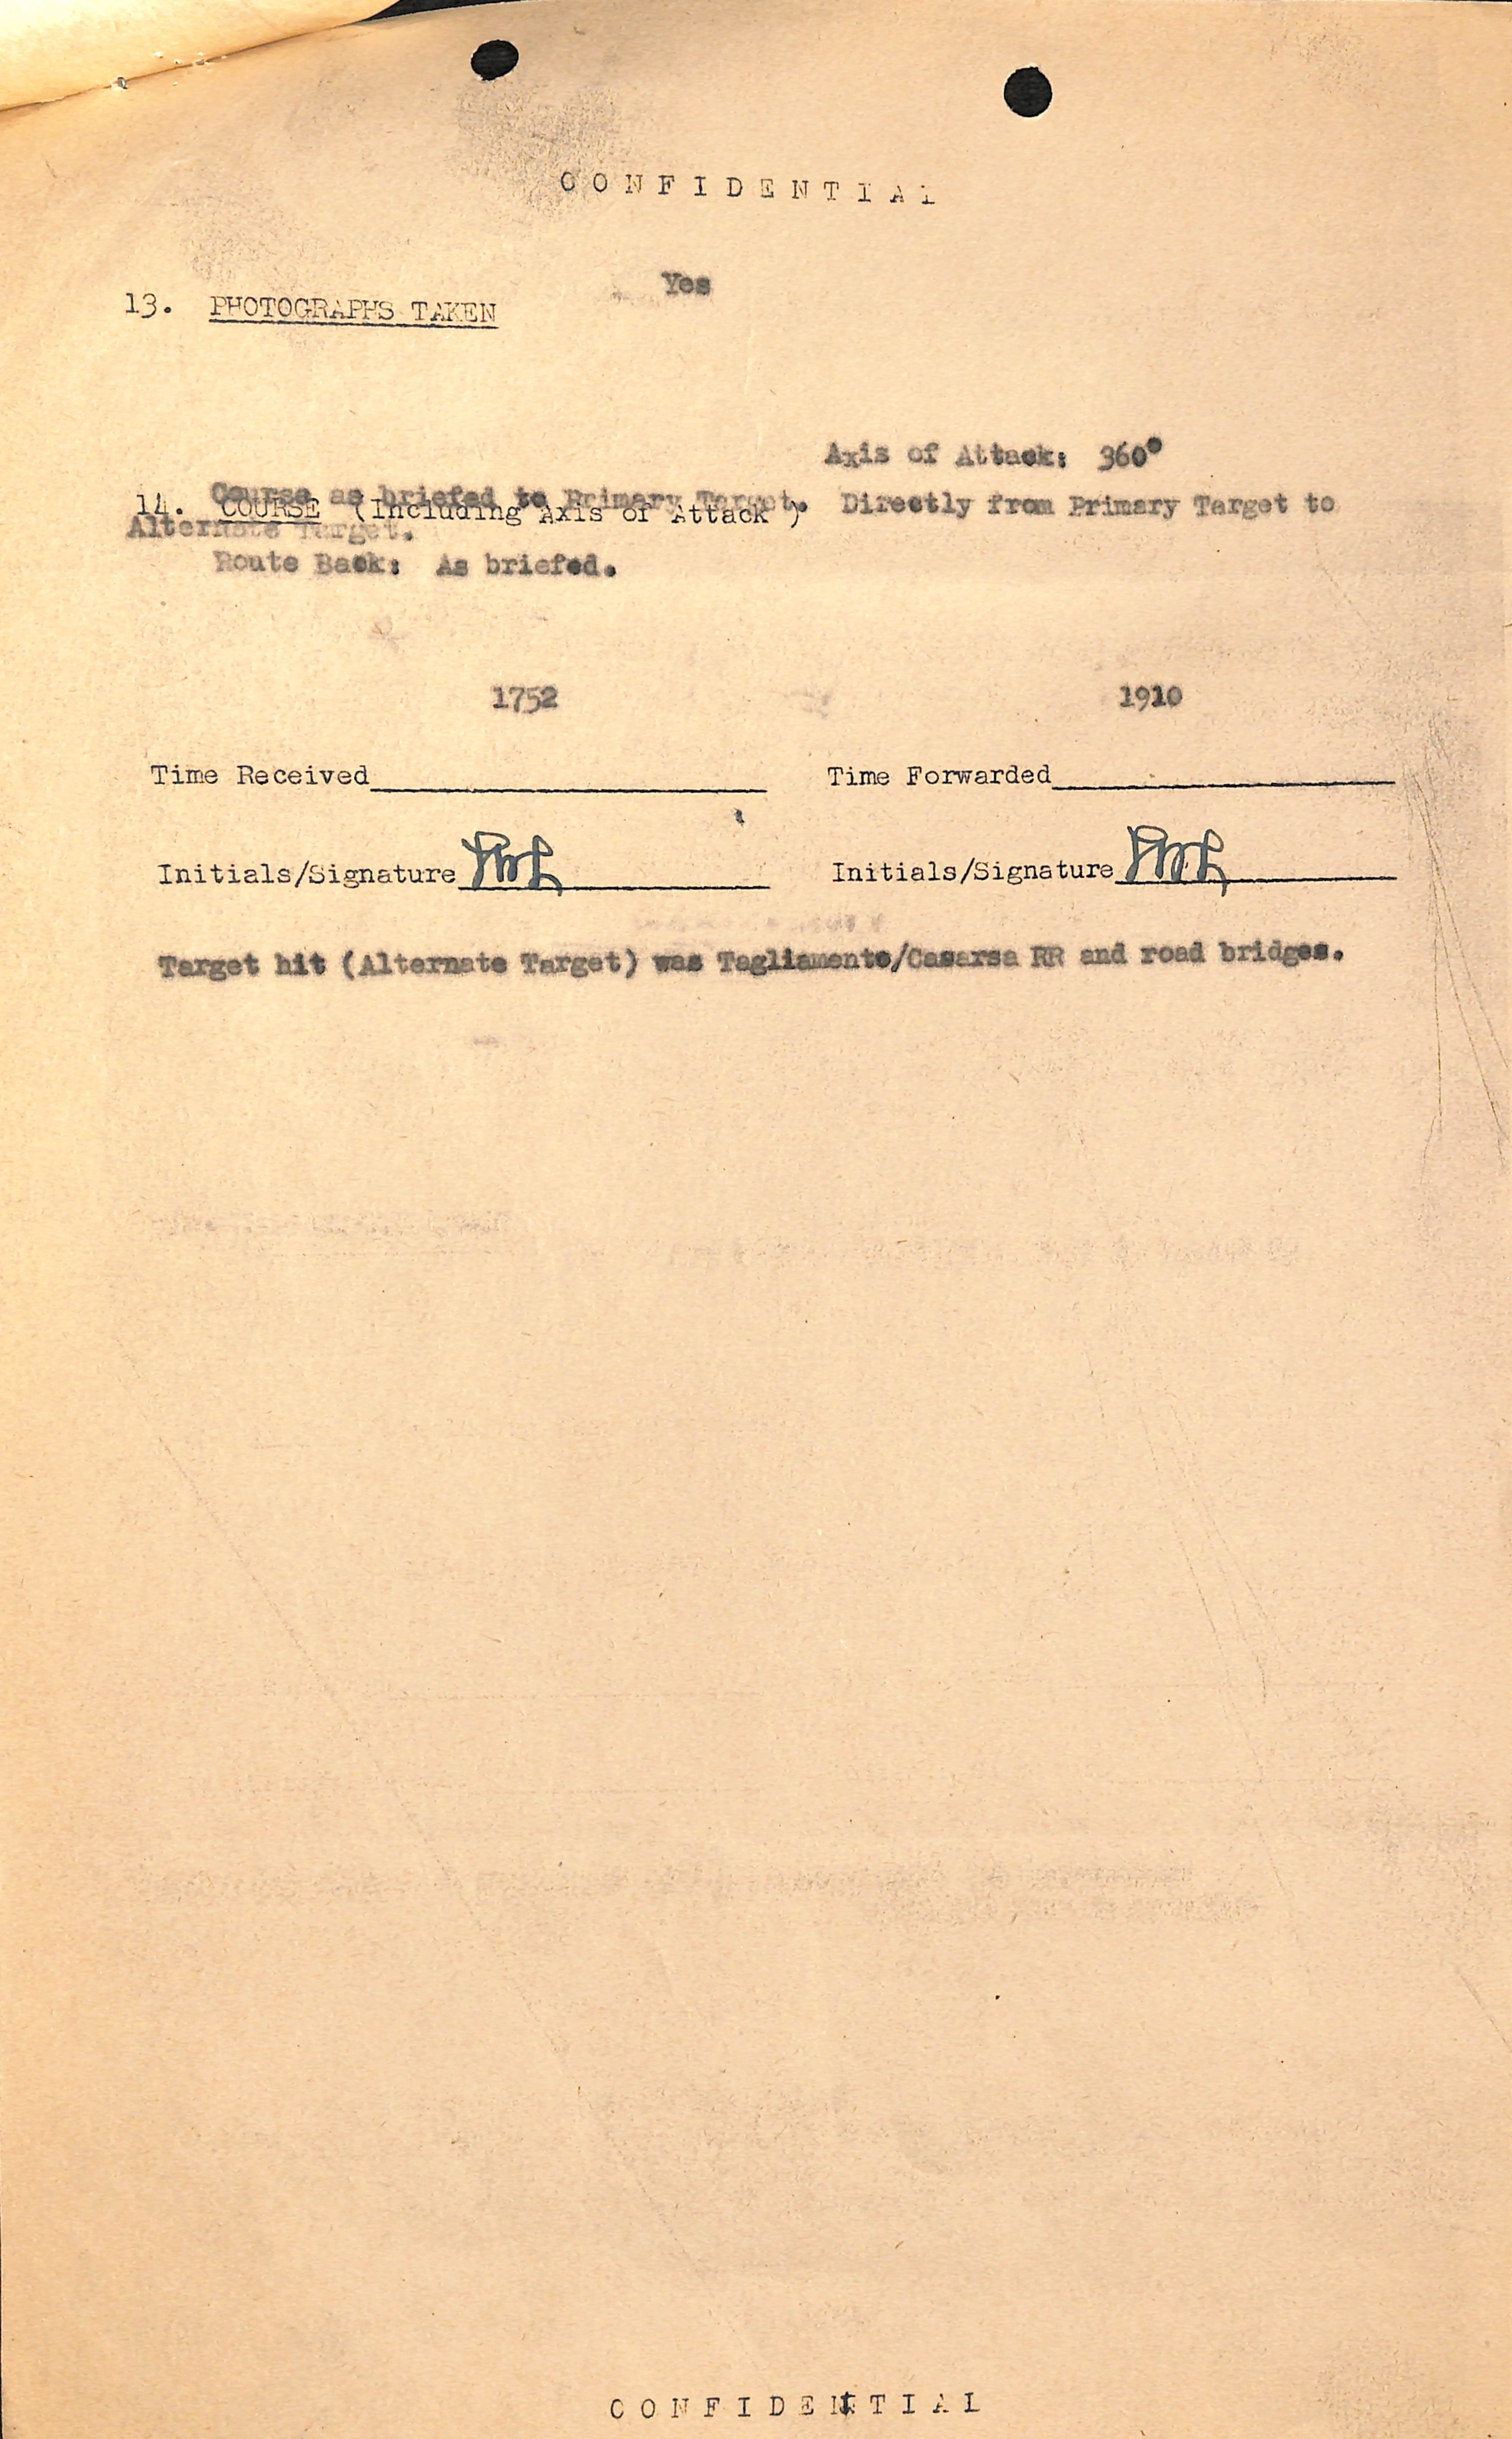 CONFIDENTIAL
Yes
13. PHOTOGRAPHS TAKEN
Axis of Attack: 360°
14. COURSE (Including Axis of Attack)
Course as briefed to Primary Target. Directly from Primary Target to
Alternate Target.
Route Back: As briefed.
1752 1910
Time Received Time Forwarded
Initials/Signature Initials/Signature
Target hit (Alternate Target) was Tagliamento/Casarsa RR and road bridges.
CONFIDENTIAL